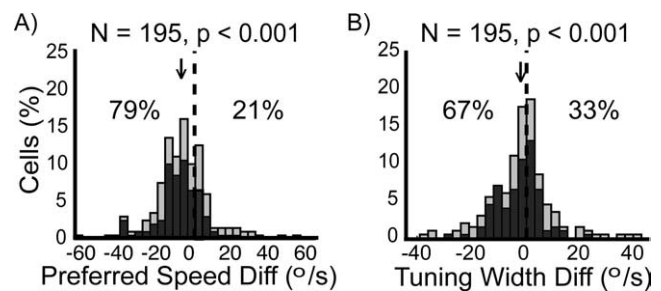 A)
N = 195, p < 0.001
25
20
15
10
5
0
Cells (%)
79%
21%
-60 -40 -20 0 20 40 60
Preferred Speed Diff (º/s)
B)
N = 195, p < 0.001
25
20
15
10
5
0
67%
33%
-40 -20 0 20 40
Tuning Width Diff (º/s)